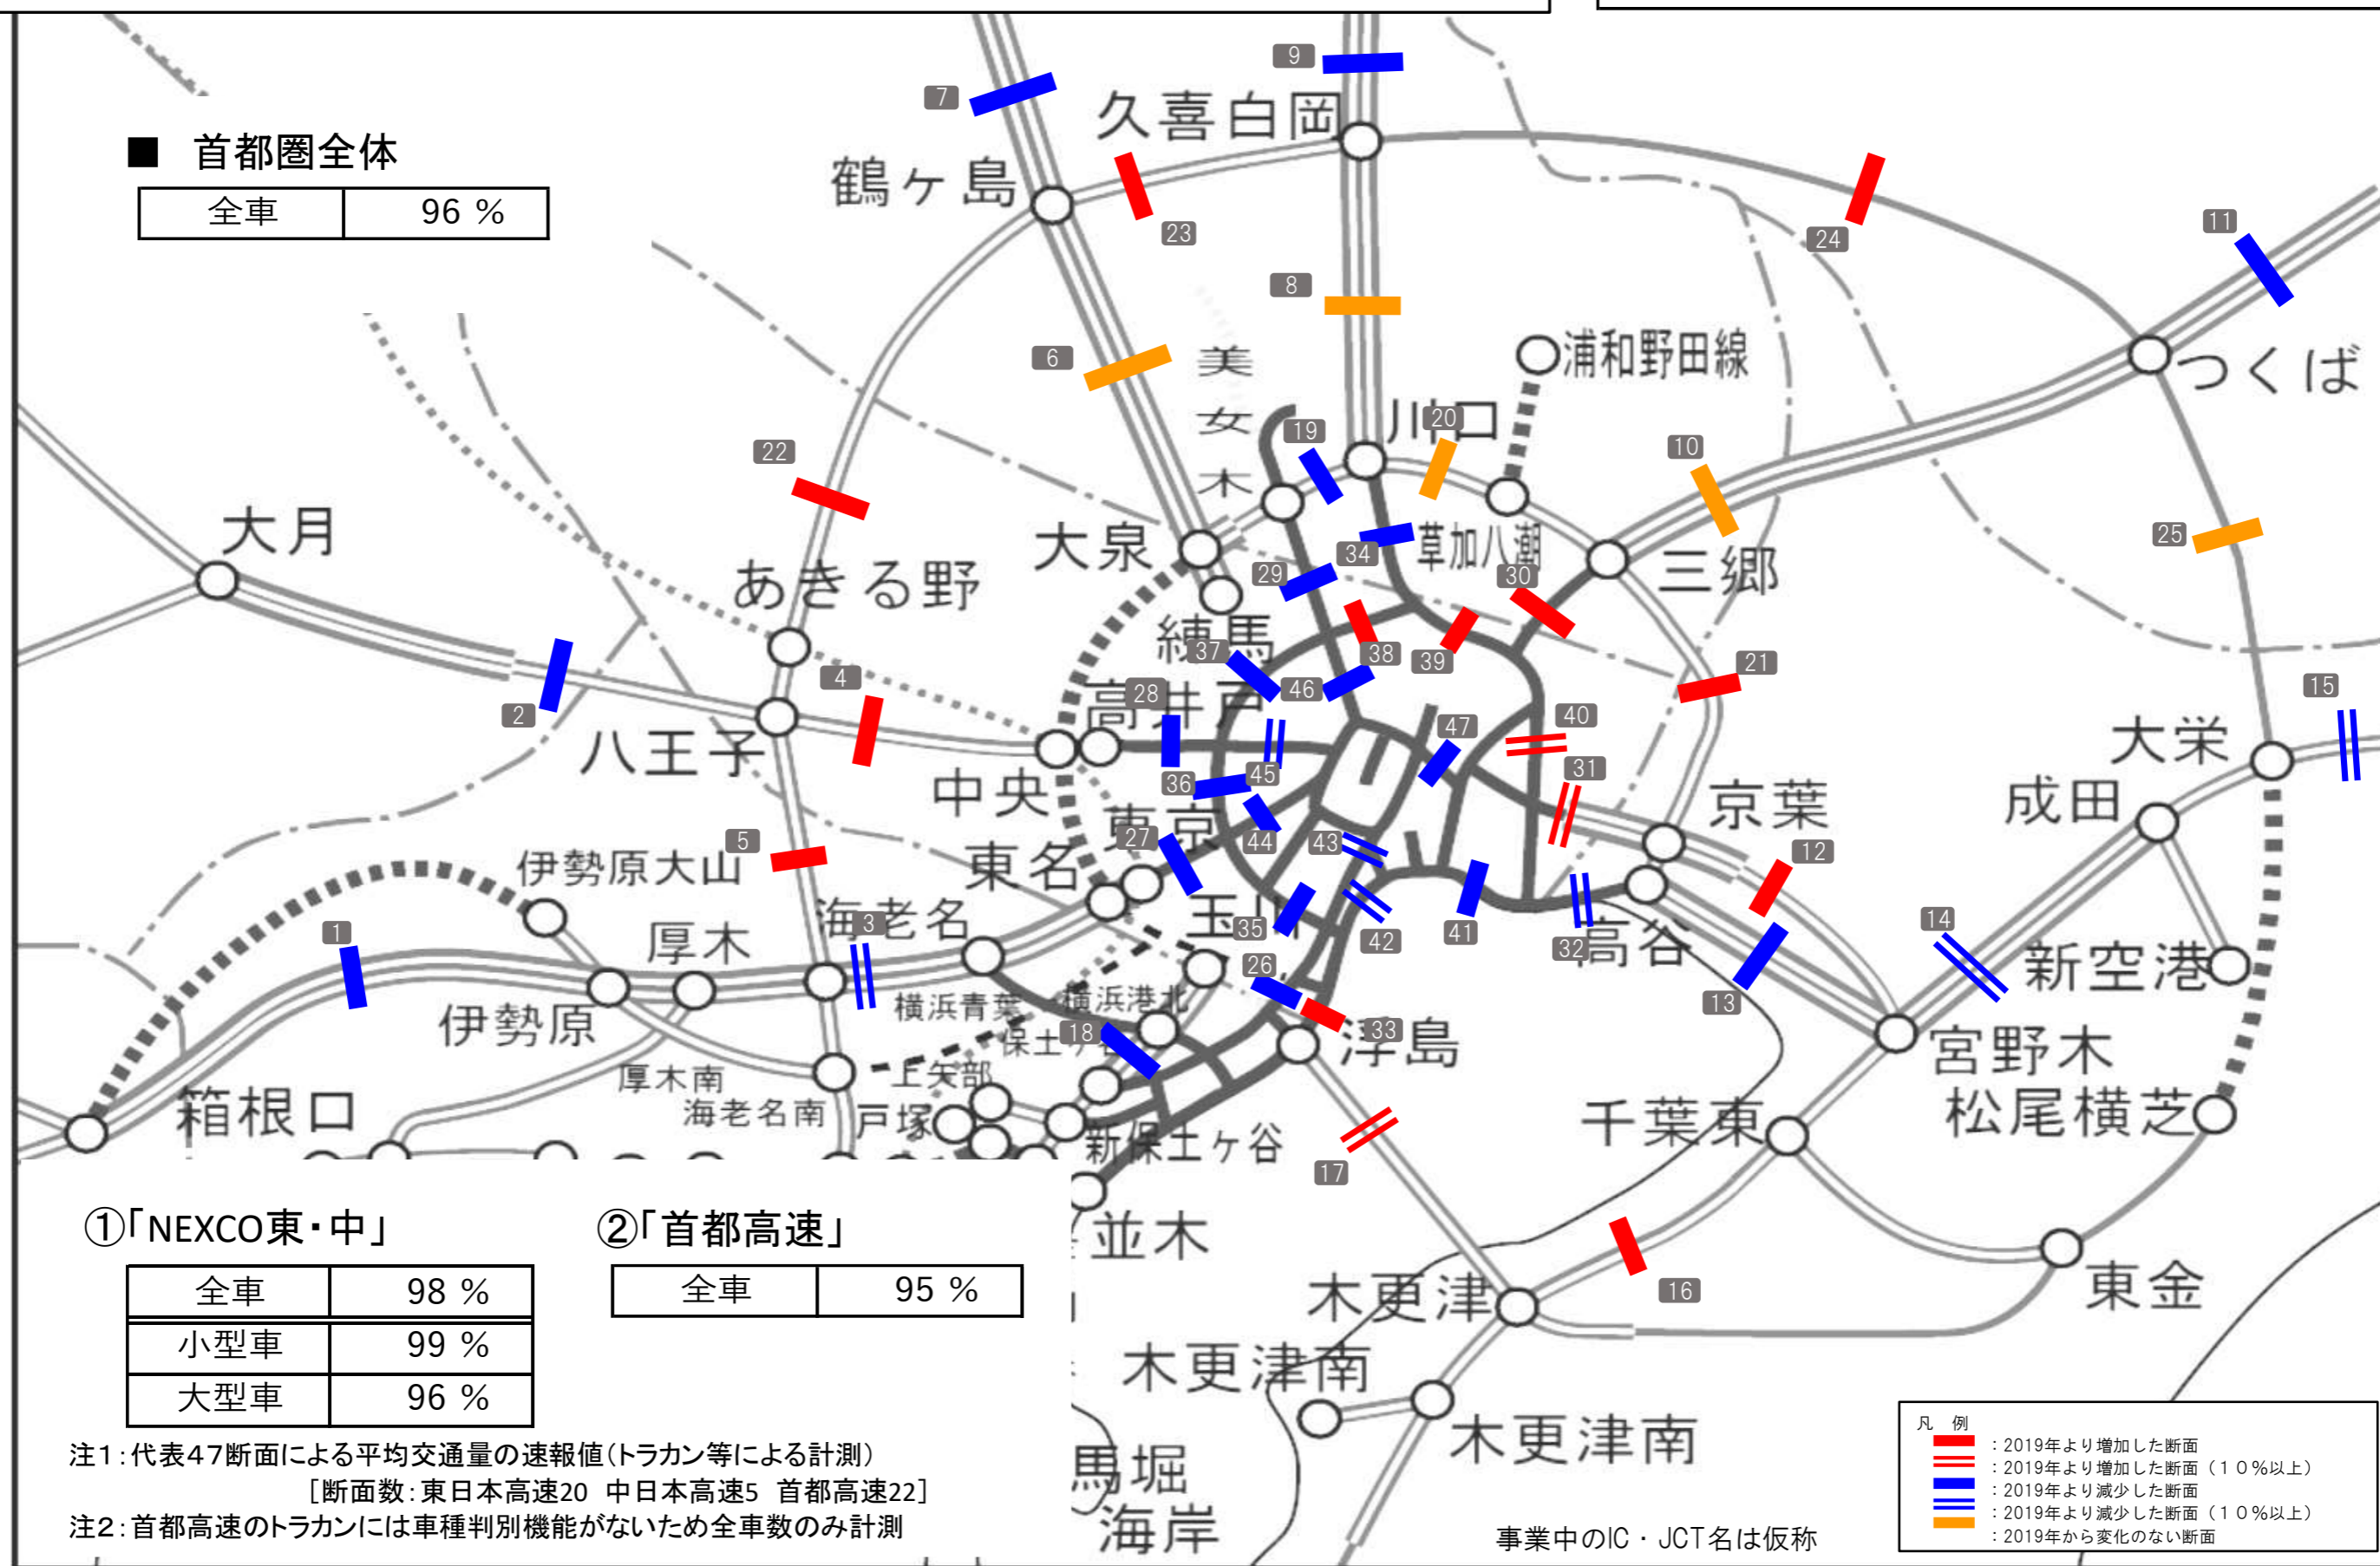 ■ 首都圏全体
全車 96 %
9
7
久喜白岡
鶴ヶ島
23
24
11
8
6
美女木
浦和野田線
つくば
川口
20
19
10
22
25
大月
大泉
34
草加八潮
三郷
あきる野
29
30
練馬
37
38
39
21
4
高井戸
28
46
15
2
47
40
大栄
八王子
45
31
中央
36
京葉
成田
東京
5
27
44
43
12
伊勢原大山
東名
1
海老名
3
玉川
14
厚木
35
42
41
32
高谷
新空港
26
13
伊勢原
横浜青葉
横浜港北
18
33
浮島
宮野木
厚木南
上矢部
箱根口
海老名南
戸塚
千葉東
松尾横芝
新保土ヶ谷
17
並木
16
木更津
東金
木更津南
木更津南
馬堀
海岸
①「NEXCO東・中」
全車 98 %
小型車 99 %
大型車 96 %
②「首都高速」
全車 95 %
注1:代表47断面による平均交通量の速報値(トラカン等による計測)
[断面数:東日本高速20 中日本高速5 首都高速22]
注2:首都高速のトラカンには車種判別機能がないため全車数のみ計測
事業中のIC・JCT名は仮称
凡 例
:2019年より増加した断面
:2019年より増加した断面(10%以上)
:2019年より減少した断面
:2019年より減少した断面(10%以上)
:2019年から変化のない断面